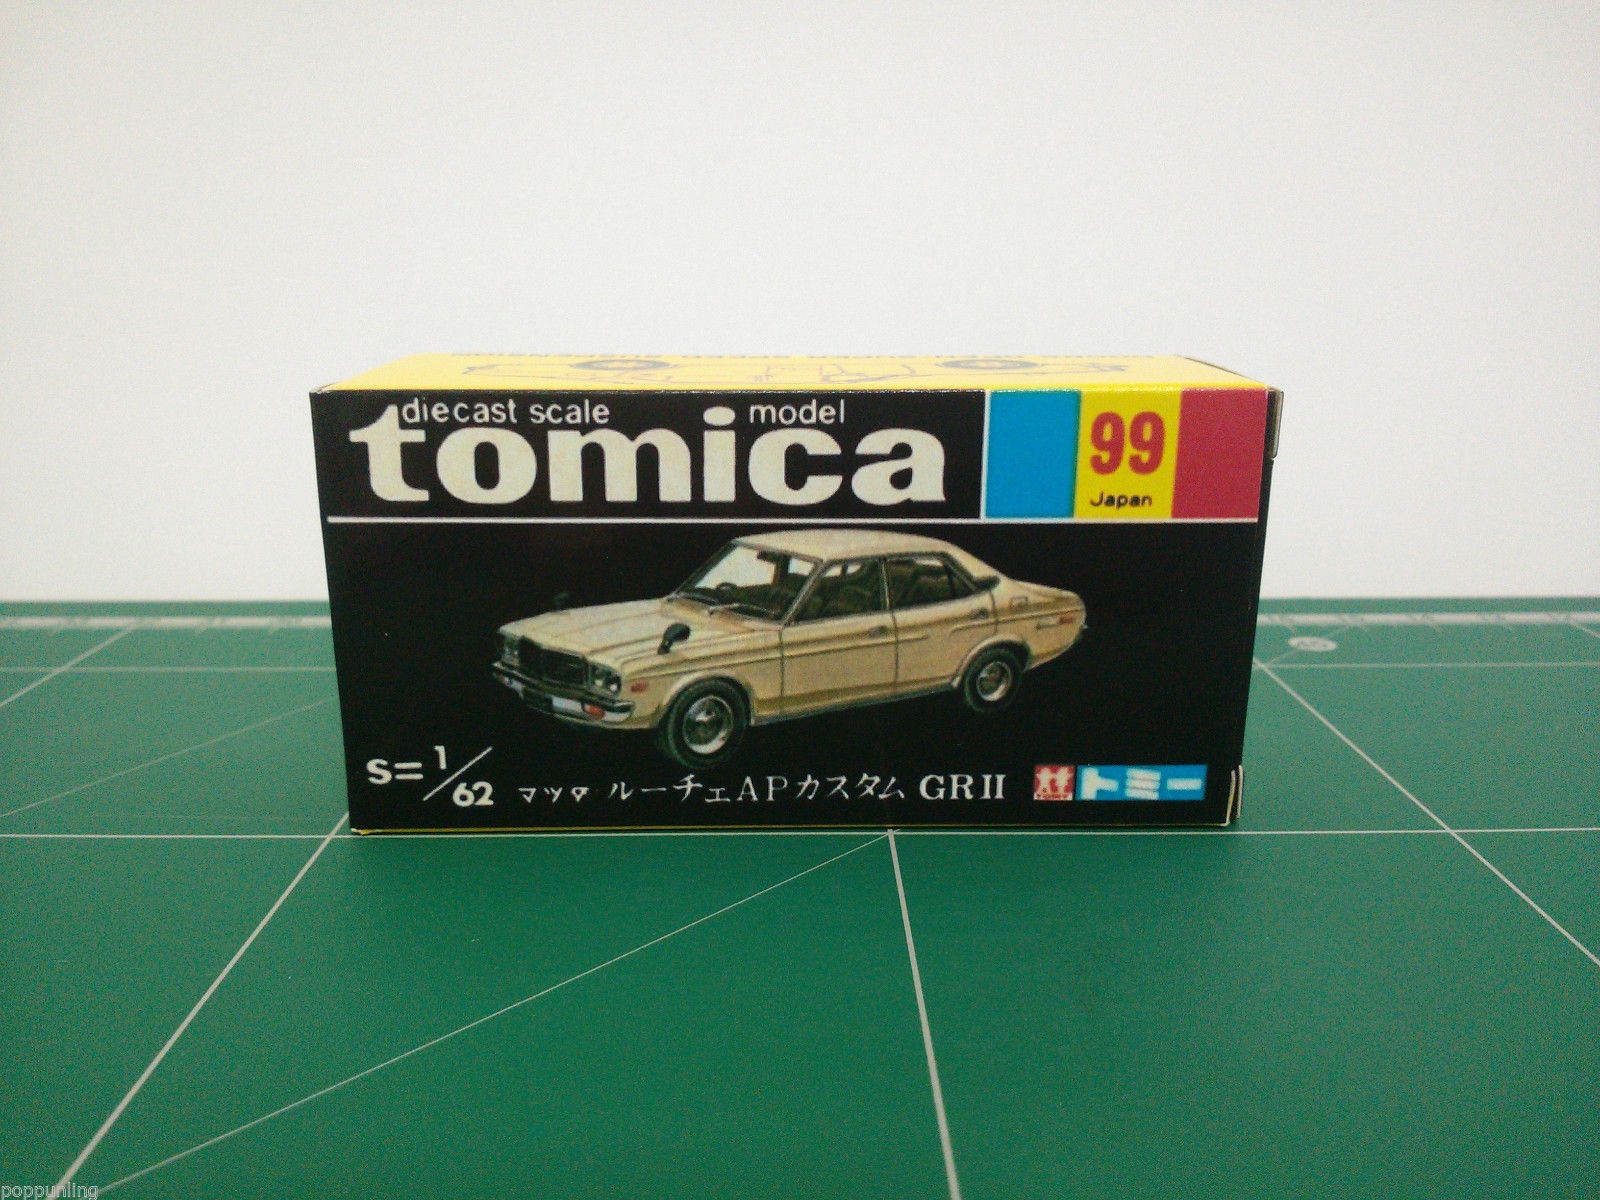 diecast scale model
tomica
99
Japan
S=1/62
マツダ ルーチェAPカスタム GRII
TOMY
トミー
poppunling